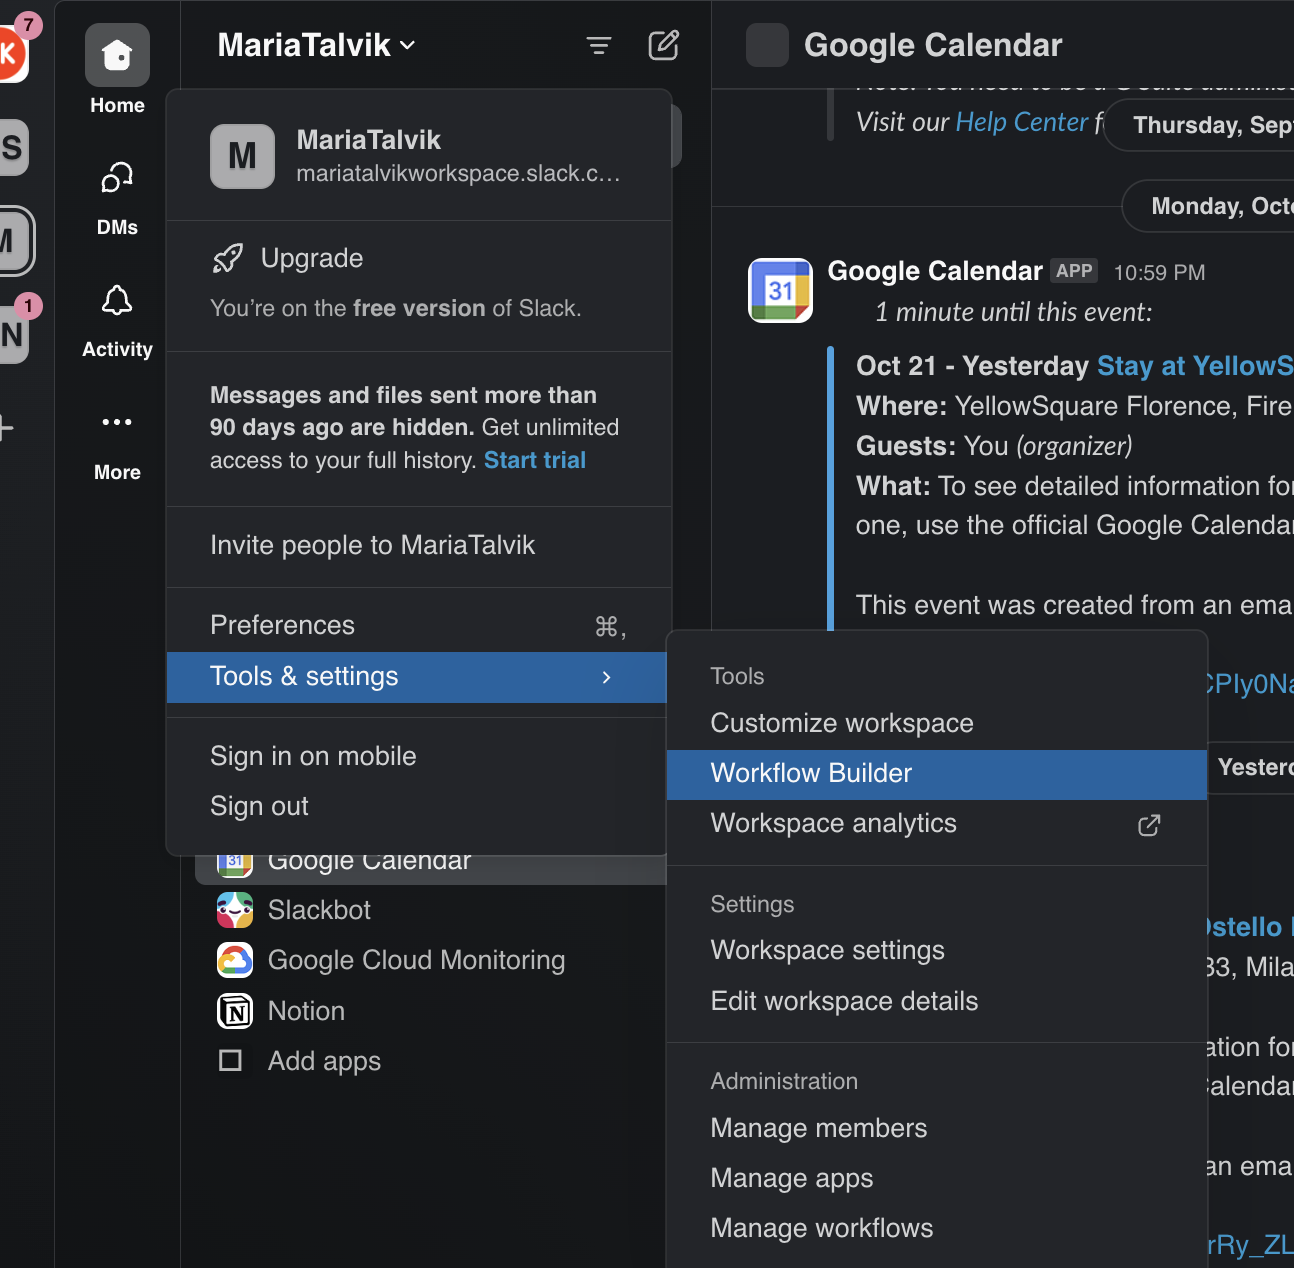 7
K
S
M
1
N
Home
DMs
Activity
More
MariaTalvik
M
MariaTalvik
mariatalvikworkspace.slack.c…
Upgrade
You’re on the free version of Slack.
Messages and files sent more than
90 days ago are hidden. Get unlimited
access to your full history. Start trial
Invite people to MariaTalvik
Preferences ⌘,
Tools & settings
Sign in on mobile
Sign out
31 Google Calendar
Slackbot
Google Cloud Monitoring
Notion
Add apps
Tools
Customize workspace
Workflow Builder
Workspace analytics
Settings
Workspace settings
Edit workspace details
Administration
Manage members
Manage apps
Manage workflows
Google Calendar
Visit our Help Center f
Thursday, Sep
Monday, Octo
31
Google Calendar APP 10:59 PM
1 minute until this event:
Oct 21 - Yesterday Stay at YellowS
Where: YellowSquare Florence, Fire
Guests: You (organizer)
What: To see detailed information for
one, use the official Google Calendar
This event was created from an ema
CPIy0Na
Yesterd
Ostello
33, Mila
ation for
Calendar
an ema
rRy_ZL